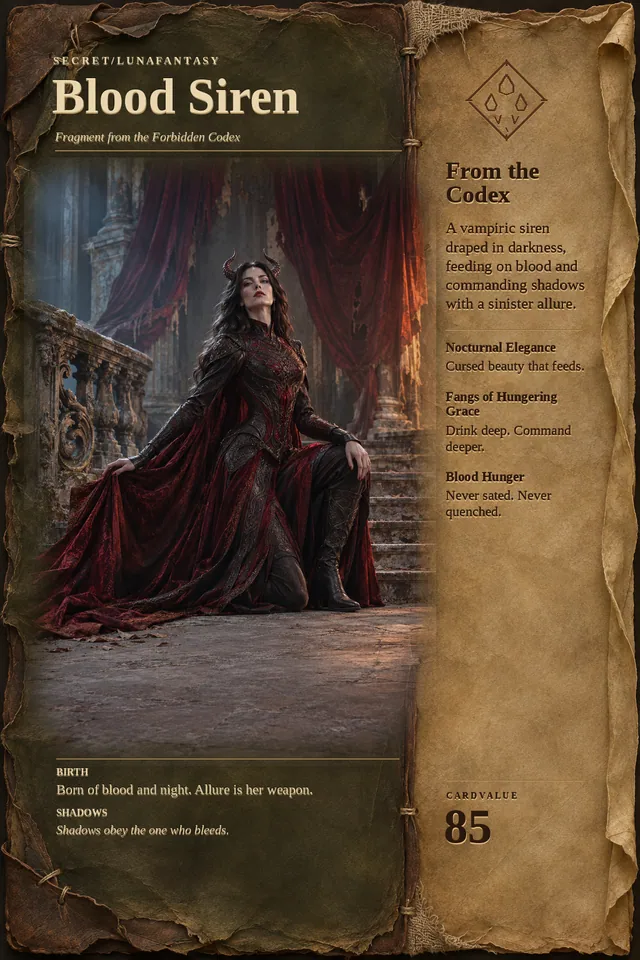 SECRET/LUNAFANTASY
Blood Siren
Fragment from the Forbidden Codex
BIRTH
Born of blood and night. Allure is her weapon.
SHADOWS
Shadows obey the one who bleeds.
From the
Codex
A vampiric siren
draped in darkness,
feeding on blood and
commanding shadows
with a sinister allure.
Nocturnal Elegance
Cursed beauty that feeds.
Fangs of Hungering
Grace
Drink deep. Command
deeper.
Blood Hunger
Never sated. Never
quenched.
CARDVALUE
85